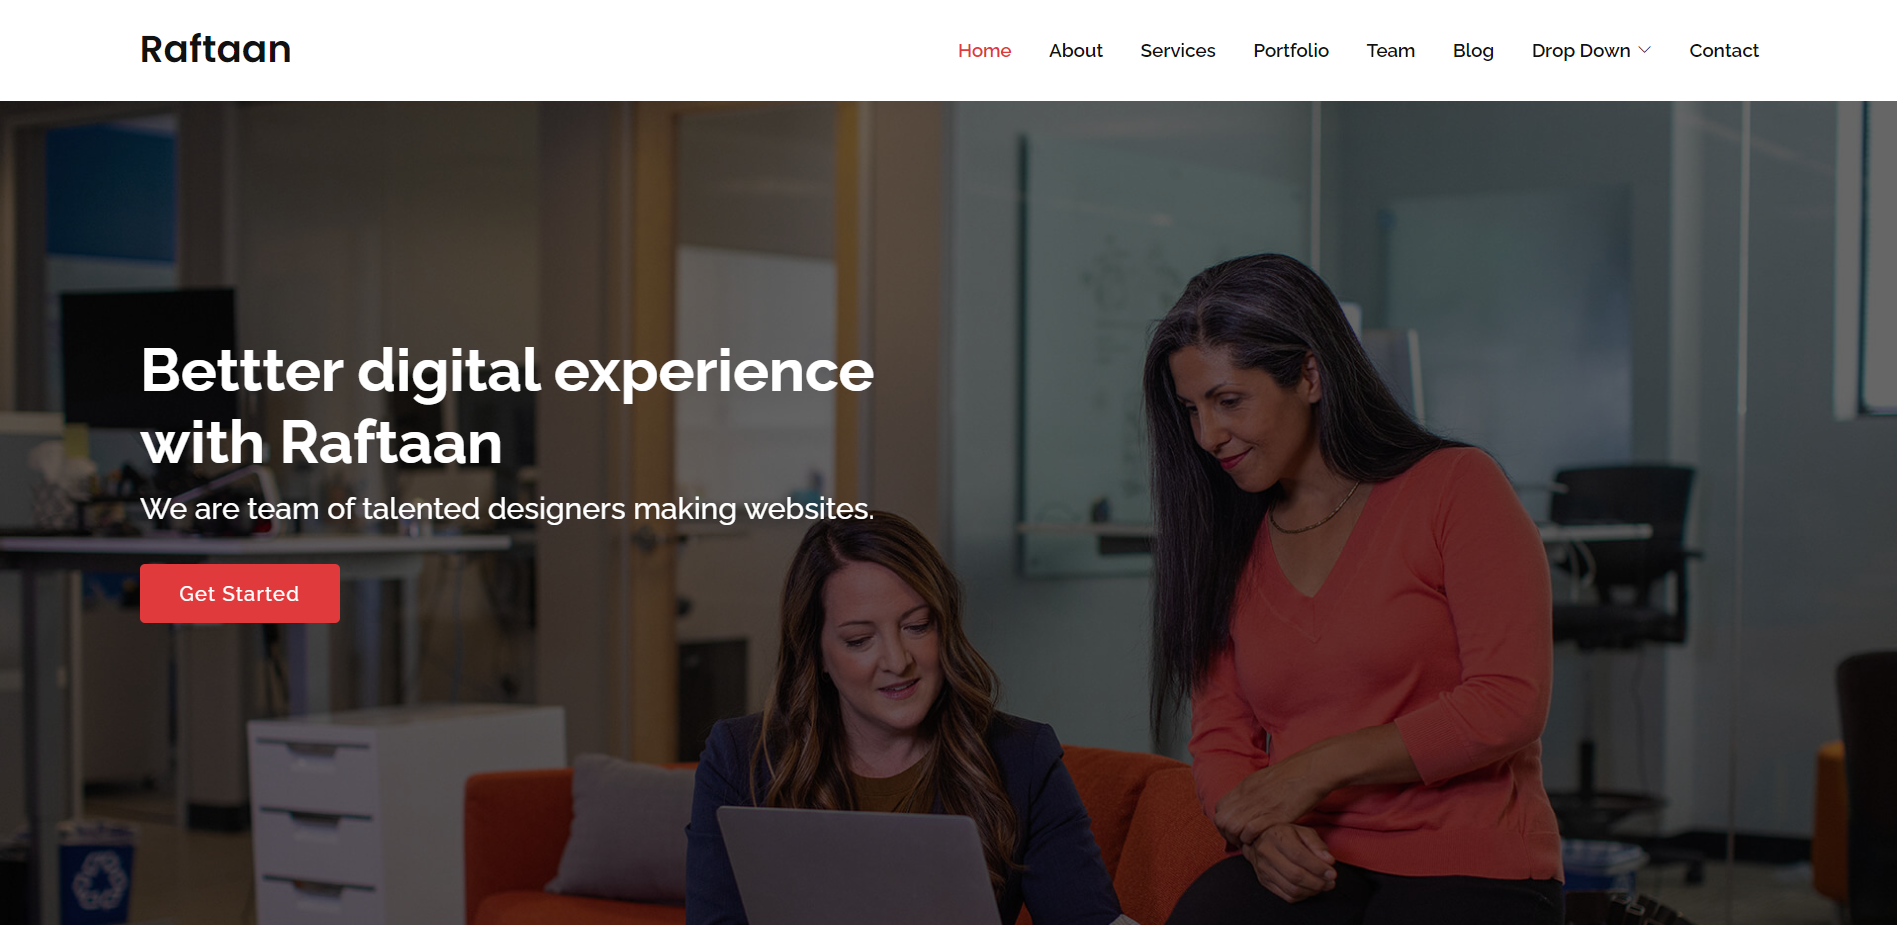 Raftaan
Home About Services Portfolio Team Blog Drop Down Contact
Bettter digital experience
with Raftaan
We are team of talented designers making websites.
Get Started